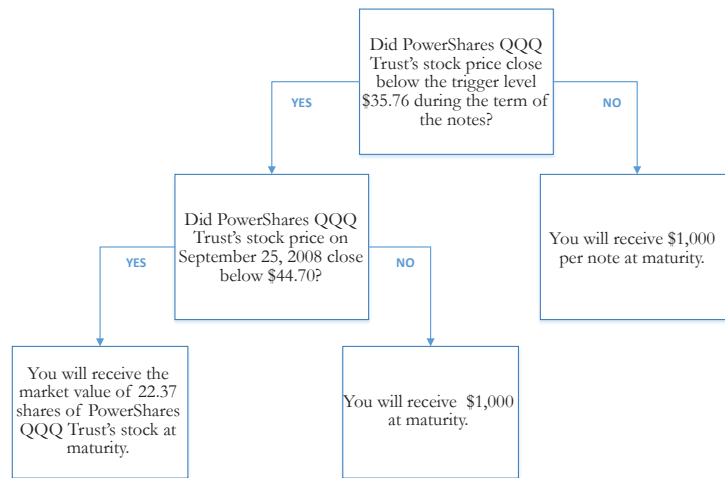 Did PowerShares QQQ
Trust's stock price close
below the trigger level
$35.76 during the term of
the notes?
YES
NO
Did PowerShares QQQ
Trust's stock price on
September 25, 2008 close
below $44.70?
You will receive $1,000
per note at maturity.
YES
NO
You will receive the
market value of 22.37
shares of PowerShares
QQQ Trust's stock at
maturity.
You will receive $1,000
at maturity.